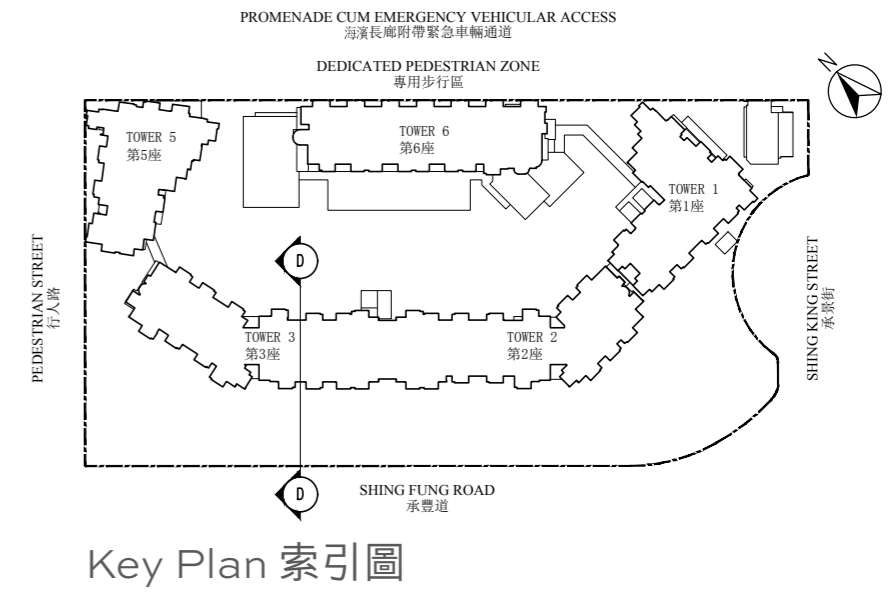 PROMENADE CUM EMERGENCY VEHICULAR ACCESS
海濱長廊附帶緊急車輛通道
DEDICATED PEDESTRIAN ZONE
專用步行區
N
TOWER 5
第5座
TOWER 6
第6座
TOWER 1
第1座
PEDESTRIAN STREET
行人路
D
SHING KING STREET
承景街
TOWER 3
第3座
TOWER 2
第2座
D
SHING FUNG ROAD
承豐道
Key Plan 索引圖